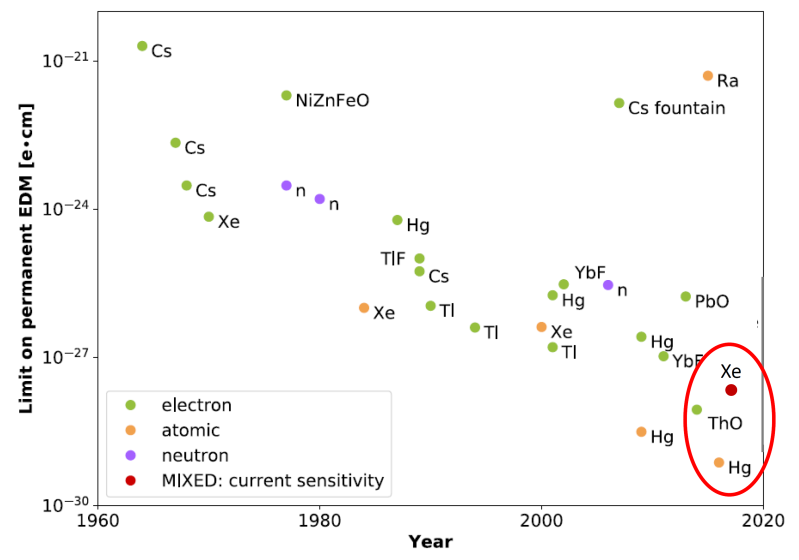 Limit on permanent EDM [e•cm]
10⁻²¹
10⁻²⁴
10⁻²⁷
10⁻³⁰
Cs
NiZnFeO
Ra
Cs fountain
Cs
Cs
Xe
n
n
Hg
TlF
Cs
Xe
Tl
Tl
YbF
Hg
n
PbO
Xe
Tl
Hg
YbF
Xe
ThO
Hg
Hg
electron
atomic
neutron
MIXED: current sensitivity
1960
1980
2000
2020
Year